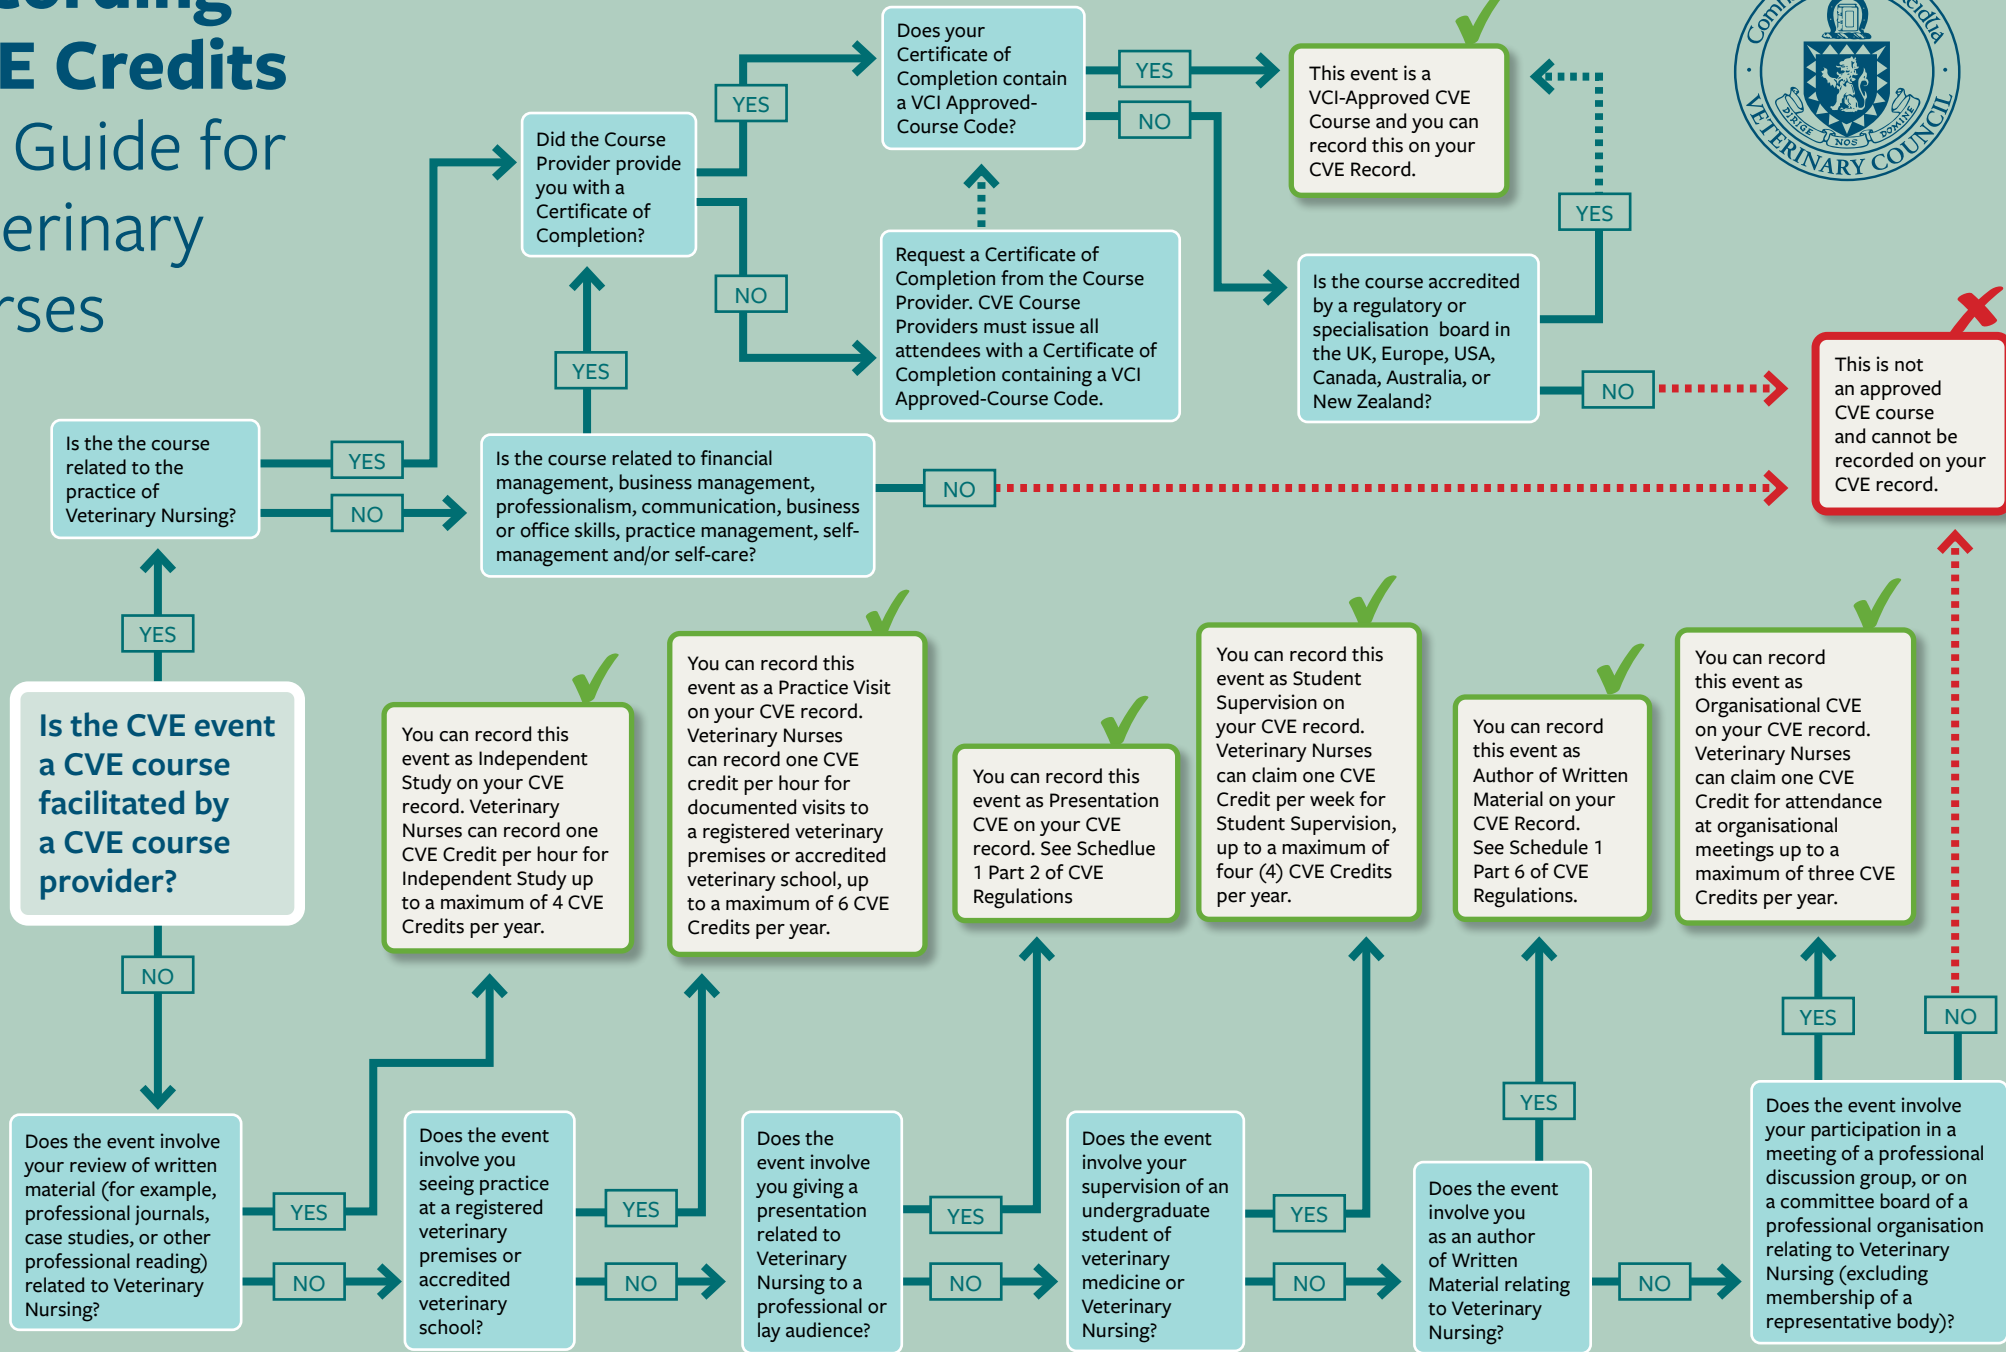 cording
E Credits
Guide for
erinary
rses
Does your
Certificate of
Completion contain
a VCI Approved-
Course Code?
YES
NO
This event is a
VCI-Approved CVE
Course and you can
record this on your
CVE Record.
VETERINARY COUNCIL
DIRIGE
NOS
DOMINE
Did the Course
Provider provide
you with a
Certificate of
Completion?
YES
NO
Request a Certificate of
Completion from the Course
Provider. CVE Course
Providers must issue all
attendees with a Certificate of
Completion containing a VCI
Approved-Course Code.
Is the course accredited
by a regulatory or
specialisation board in
the UK, Europe, USA,
Canada, Australia, or
New Zealand?
YES
NO
This is not
an approved
CVE course
and cannot be
recorded on your
CVE record.
Is the the course
related to the
practice of
Veterinary Nursing?
YES
NO
YES
Is the course related to financial
management, business management,
professionalism, communication, business
or office skills, practice management, self-
management and/or self-care?
NO
YES
Is the CVE event
a CVE course
facilitated by
a CVE course
provider?
NO
You can record this
event as Independent
Study on your CVE
record. Veterinary
Nurses can record one
CVE Credit per hour for
Independent Study up
to a maximum of 4 CVE
Credits per year.
You can record this
event as a Practice Visit
on your CVE record.
Veterinary Nurses
can record one CVE
credit per hour for
documented visits to
a registered veterinary
premises or accredited
veterinary school, up
to a maximum of 6 CVE
Credits per year.
You can record this
event as Presentation
CVE on your CVE
record. See Schedlue
1 Part 2 of CVE
Regulations
You can record this
event as Student
Supervision on
your CVE record.
Veterinary Nurses
can claim one CVE
Credit per week for
Student Supervision,
up to a maximum of
four (4) CVE Credits
per year.
You can record
this event as
Author of Written
Material on your
CVE Record.
See Schedule 1
Part 6 of CVE
Regulations.
You can record
this event as
Organisational CVE
on your CVE record.
Veterinary Nurses
can claim one CVE
Credit for attendance
at organisational
meetings up to a
maximum of three CVE
Credits per year.
YES
NO
Does the event involve
your review of written
material (for example,
professional journals,
case studies, or other
professional reading)
related to Veterinary
Nursing?
YES
NO
Does the event
involve you
seeing practice
at a registered
veterinary
premises or
accredited
veterinary
school?
YES
NO
Does the
event involve
you giving a
presentation
related to
Veterinary
Nursing to a
professional or
lay audience?
YES
NO
Does the event
involve your
supervision of an
undergraduate
student of
veterinary
medicine or
Veterinary
Nursing?
YES
NO
YES
Does the event
involve you
as an author
of Written
Material relating
to Veterinary
Nursing?
NO
Does the event involve
your participation in a
meeting of a professional
discussion group, or on
a committee board of a
professional organisation
relating to Veterinary
Nursing (excluding
membership of a
representative body)?